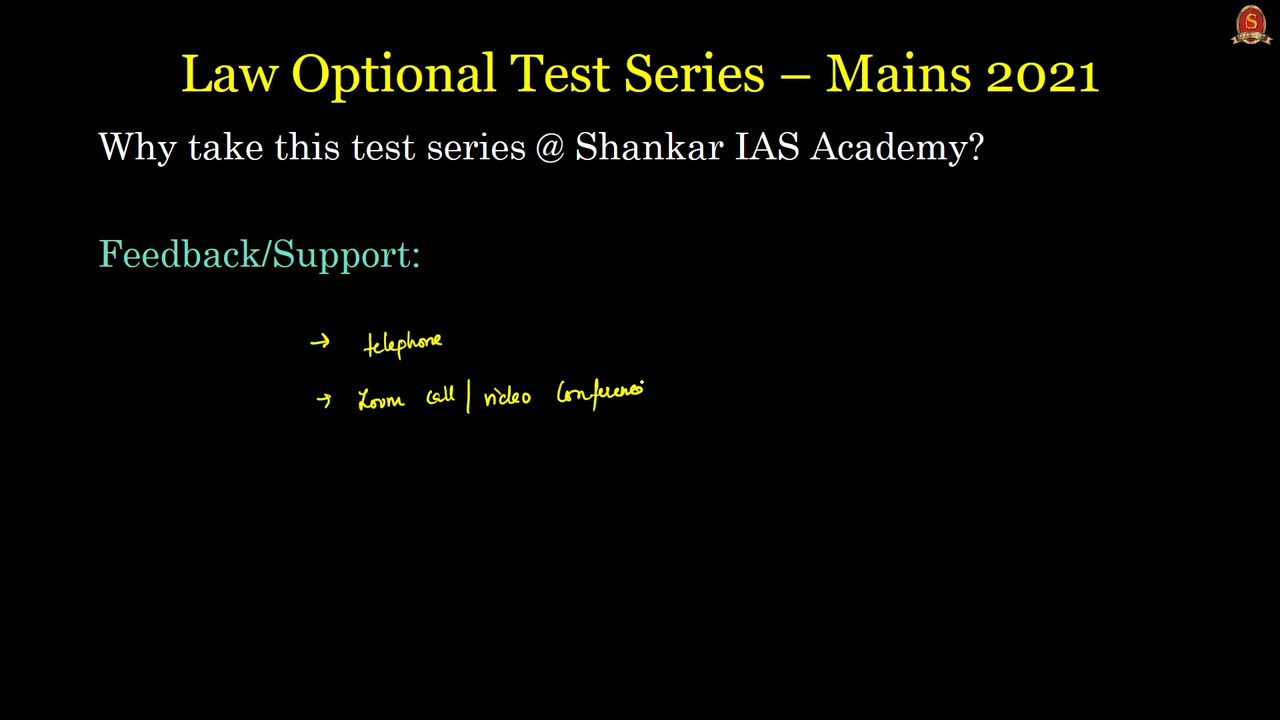 Law Optional Test Series – Mains 2021
Why take this test series @ Shankar IAS Academy?
Feedback/Support:
→ telephone
→ Zoom call | video